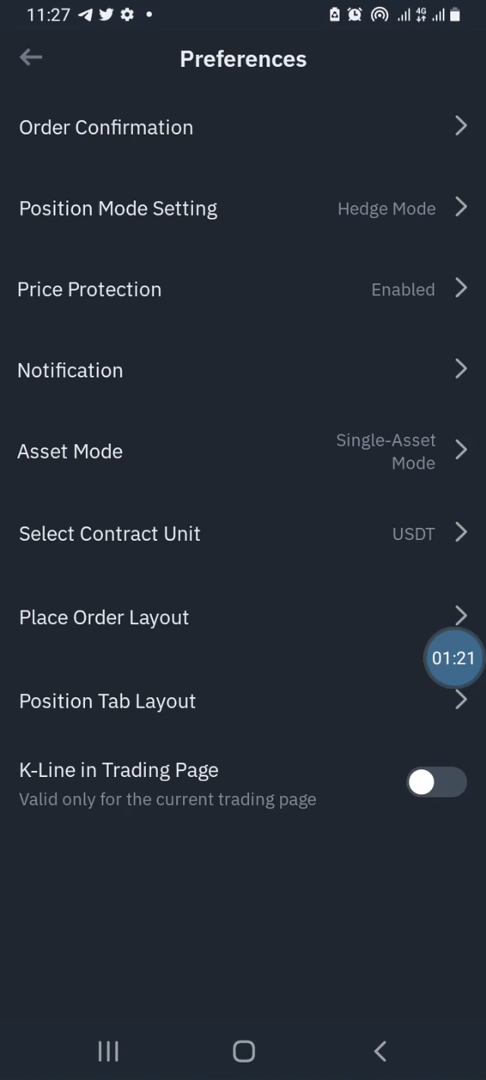 11:27
4G
Preferences
Order Confirmation
Position Mode Setting
Hedge Mode
Price Protection
Enabled
Notification
Asset Mode
Single-Asset
Mode
Select Contract Unit
USDT
Place Order Layout
01:21
Position Tab Layout
K-Line in Trading Page
Valid only for the current trading page